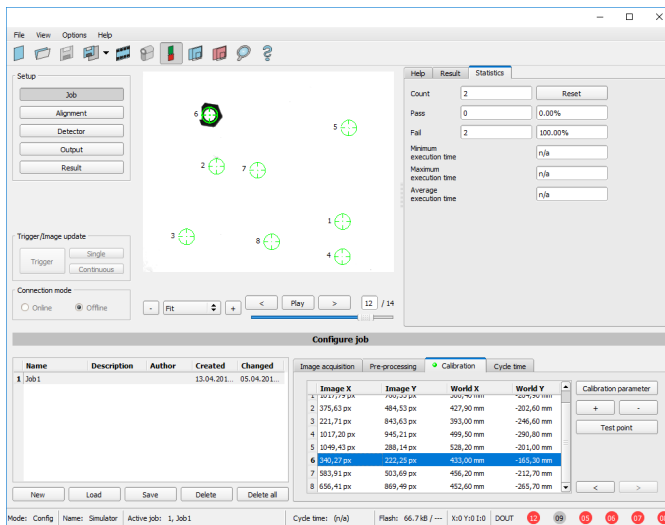 File View Options Help
Setup
Job
Alignment
Detector
Output
Result
Trigger/Image update
Trigger
Single
Continuous
Connection mode
Online Offline
6
5
2
7
3
8
1
4
- Fit + < Play > 12 / 14
Help Result Statistics
Count 2 Reset
Pass 0 0.00%
Fail 2 100.00%
Minimum
execution time n/a
Maximum
execution time n/a
Average
execution time n/a
Configure job
Name Description Author Created Changed
1 Job1 13.04.201... 05.04.201...
New Load Save Delete Delete all
Image acquisition Pre-processing Calibration Cycle time
Image X Image Y World X World Y
2 375,63 px 484,53 px 427,90 mm -202,60 mm
3 221,71 px 843,63 px 393,00 mm -246,60 mm
4 1017,20 px 945,21 px 499,50 mm -290,80 mm
5 1049,43 px 288,14 px 528,20 mm -201,00 mm
6 340,27 px 222,25 px 433,00 mm -165,30 mm
7 583,91 px 503,69 px 456,20 mm -212,70 mm
8 656,41 px 869,49 px 452,60 mm -265,70 mm
Calibration parameter
+ -
Test point
< >
Mode: Config Name: Simulator Active job: 1, Job1 Cycle time: (n/a) Flash: 66.7 kB / --- X:0 Y:0 I:0 DOUT 12 09 05 06 07 08